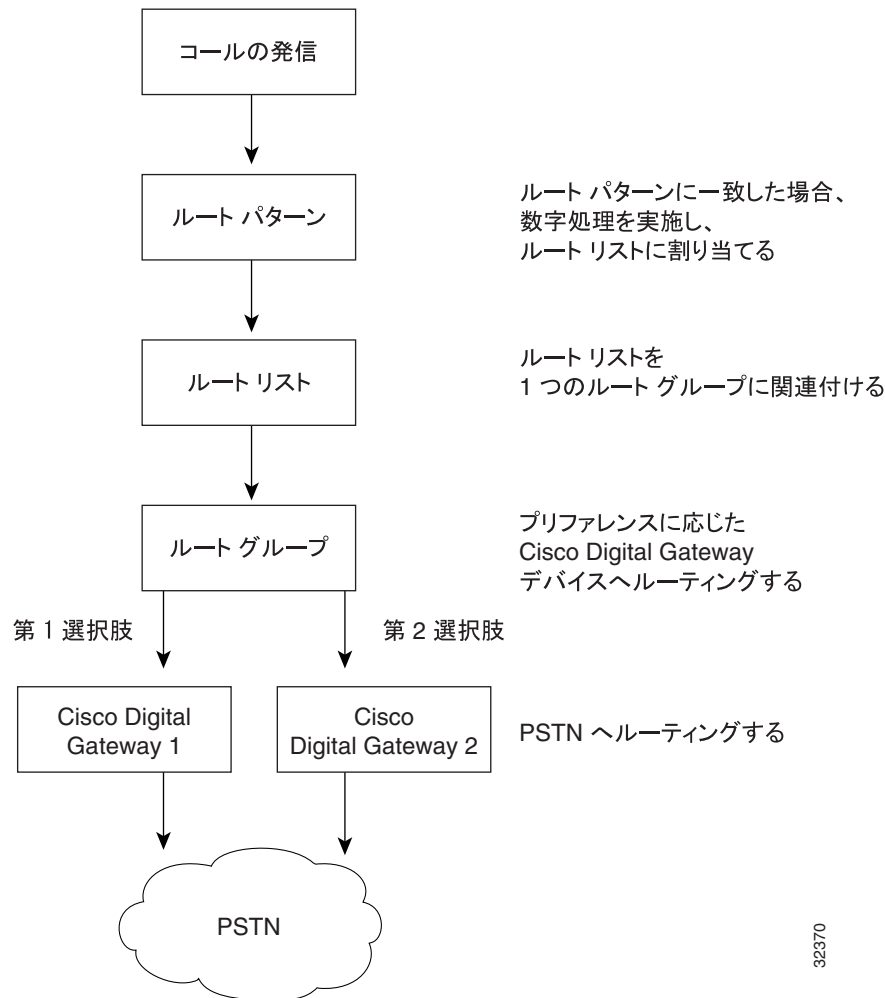 コールの発信
ルート パターン
ルート パターンに一致した場合、
数字処理を実施し、
ルート リストに割り当てる
ルート リスト
ルート リストを
1 つのルート グループに関連付ける
ルート グループ
プリファレンスに応じた
Cisco Digital Gateway
デバイスへルーティングする
第 1 選択肢
第 2 選択肢
Cisco Digital
Gateway 1
Cisco
Digital Gateway 2
PSTN へルーティングする
PSTN
32370